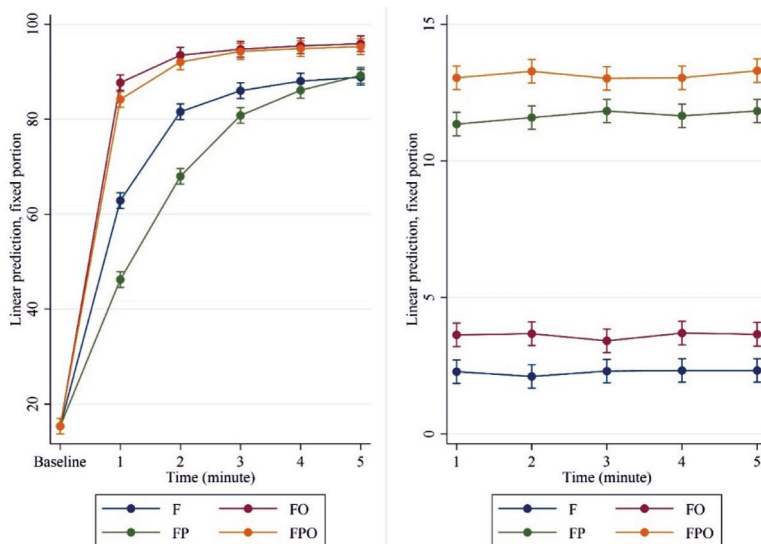 100
80
60
40
20
Linear prediction, fixed portion
Baseline 1 2 3 4 5
Time (minute)
F FO
FP FPO
15
10
5
0
Linear prediction, fixed portion
1 2 3 4 5
Time (minute)
F FO
FP FPO